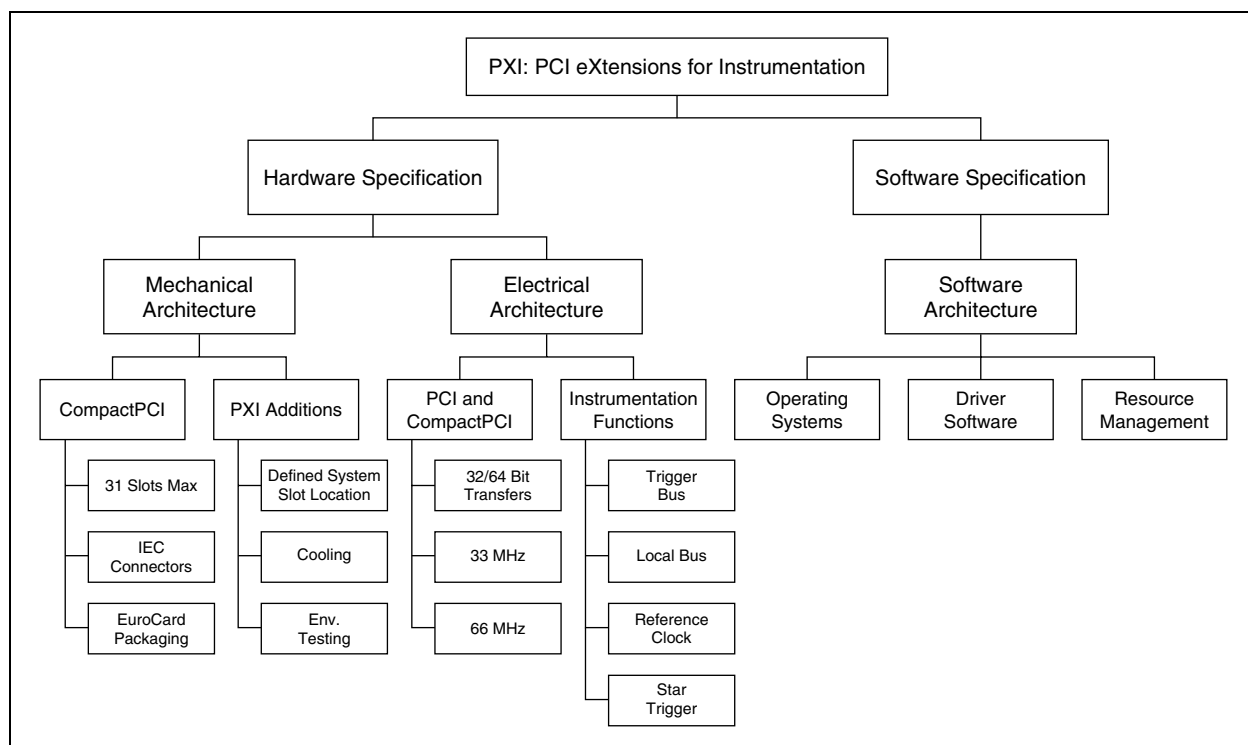 PXI: PCI eXtensions for Instrumentation
Hardware Specification
Software Specification
Mechanical
Architecture
Electrical
Architecture
Software
Architecture
CompactPCI
PXI Additions
PCI and
CompactPCI
Instrumentation
Functions
Operating
Systems
Driver
Software
Resource
Management
31 Slots Max
IEC
Connectors
EuroCard
Packaging
Defined System
Slot Location
Cooling
Env.
Testing
32/64 Bit
Transfers
33 MHz
66 MHz
Trigger
Bus
Local Bus
Reference
Clock
Star
Trigger